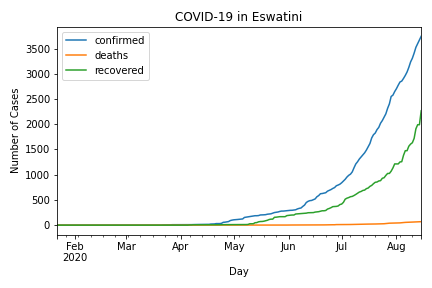 COVID-19 in Eswatini
confirmed
deaths
recovered
Number of Cases
3500
3000
2500
2000
1500
1000
500
0
Feb Mar Apr May Jun Jul Aug
2020
Day